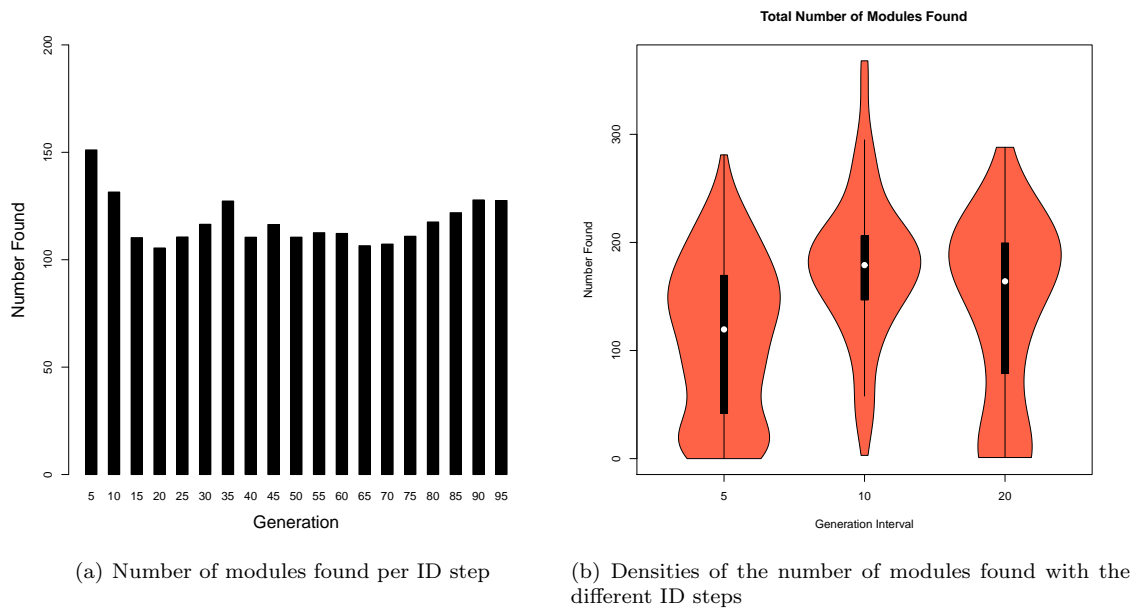 Number Found
200
150
100
50
0
5 10 15 20 25 30 35 40 45 50 55 60 65 70 75 80 85 90 95
Generation
(a) Number of modules found per ID step
Total Number of Modules Found
Number Found
300
200
100
0
5 10 20
Generation Interval
(b) Densities of the number of modules found with the
different ID steps